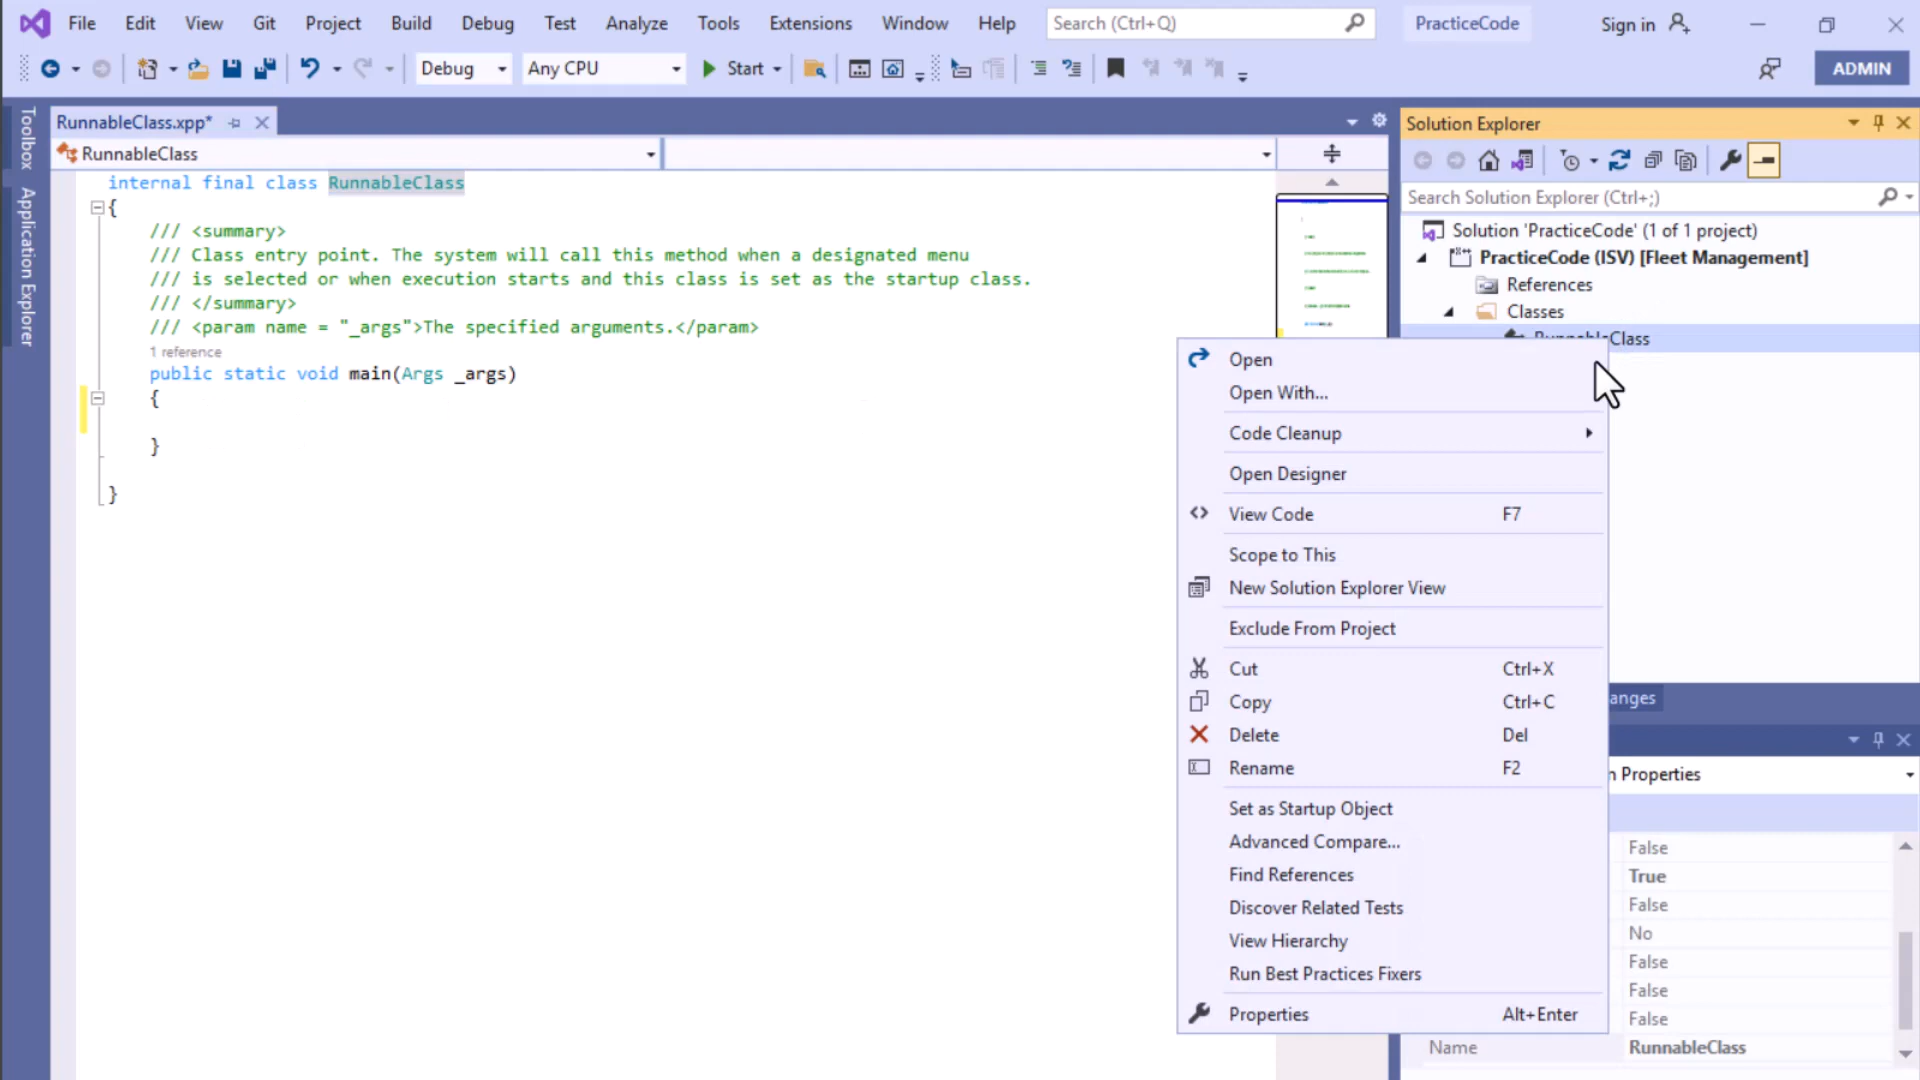 File Edit View Git Project Build Debug Test Analyze Tools Extensions Window Help Search (Ctrl+Q) PracticeCode Sign in
Debug Any CPU Start ADMIN
Toolbox
Application Explorer
RunnableClass.xpp*
RunnableClass
internal final class RunnableClass
{
/// <summary>
/// Class entry point. The system will call this method when a designated menu
/// is selected or when execution starts and this class is set as the startup class.
/// </summary>
/// <param name = "_args">The specified arguments.</param>
1 reference
public static void main(Args _args)
{
}
}
Solution Explorer
Search Solution Explorer (Ctrl+;)
Solution 'PracticeCode' (1 of 1 project)
PracticeCode (ISV) [Fleet Management]
References
Classes
RunnableClass
Open
Open With...
Code Cleanup
Open Designer
View Code F7
Scope to This
New Solution Explorer View
Exclude From Project
Cut Ctrl+X
Copy Ctrl+C
Delete Del
Rename F2
Set as Startup Object
Advanced Compare...
Find References
Discover Related Tests
View Hierarchy
Run Best Practices Fixers
Properties Alt+Enter
anges
n Properties
False
True
False
No
False
False
False
Name RunnableClass